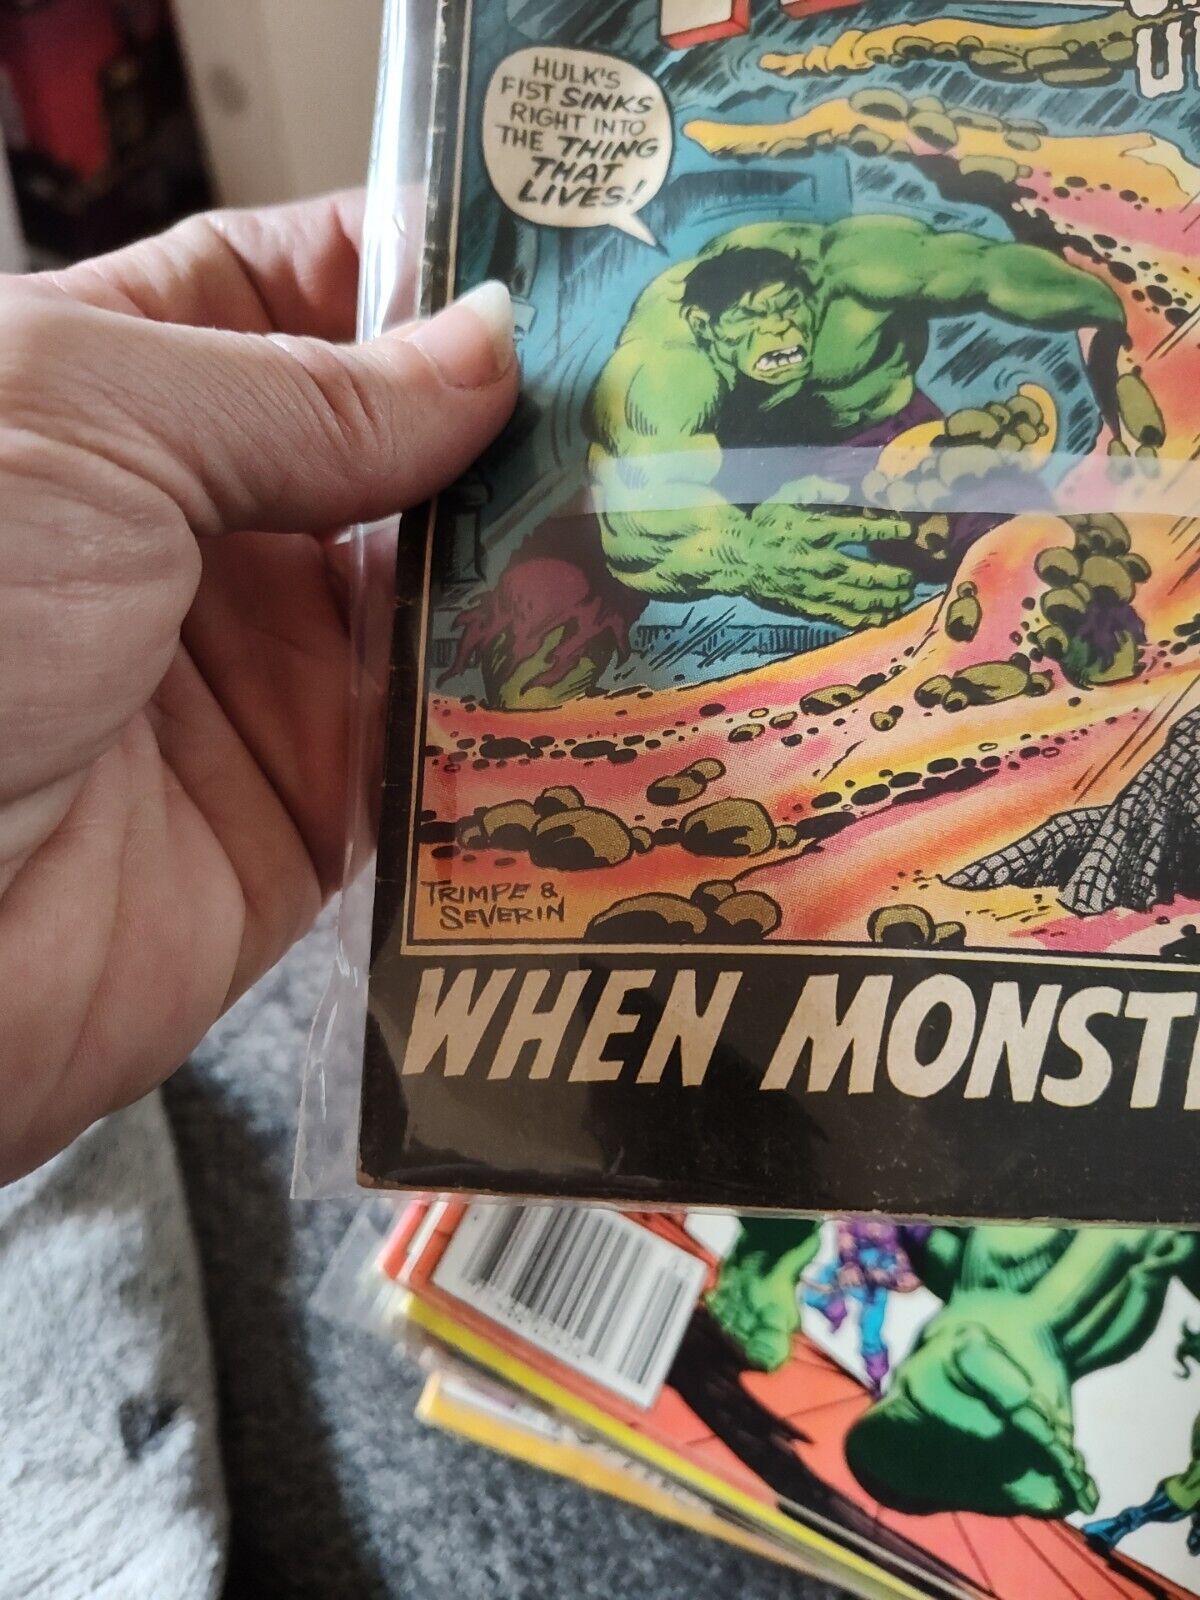 HULK'S
FIST SINKS
RIGHT INTO
THE THING
THAT
LIVES!
TRIMPE &
SEVERIN
WHEN MONST